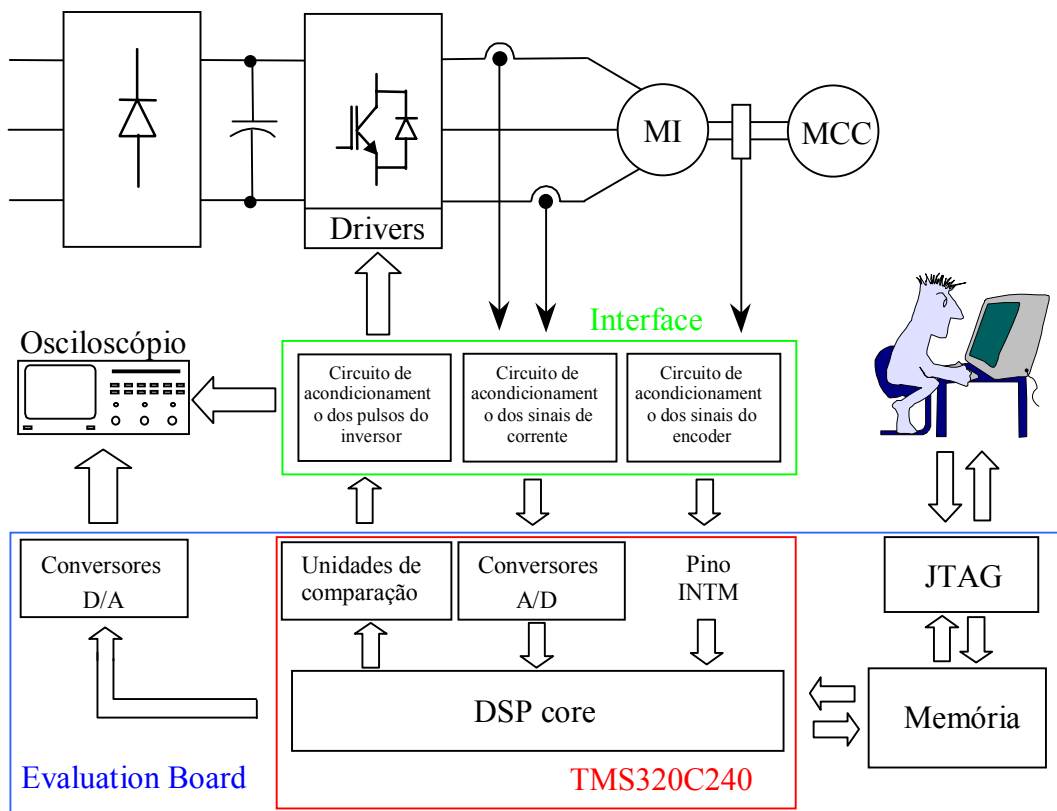 MI
MCC
Drivers
Interface
Osciloscópio
Circuito de
acondicionament
o dos pulsos do
inversor
Circuito de
acondicionament
o dos sinais de
corrente
Circuito de
acondicionament
o dos sinais do
encoder
Conversores
D/A
Unidades de
comparação
Conversores
A/D
Pino
INTM
JTAG
DSP core
Memória
Evaluation Board
TMS320C240